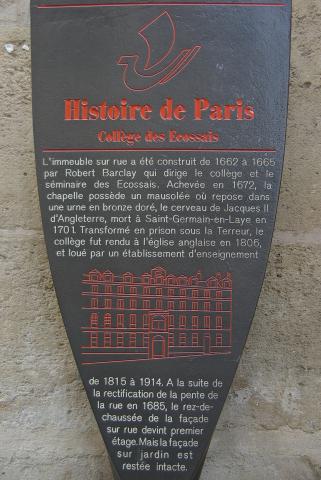 Histoire de Paris
Collège des Ecossais
L'immeuble sur rue a été construit de 1662 à 1665
par Robert Barclay qui dirige le collège et le
séminaire des Ecossais. Achevée en 1672, la
chapelle possède un mausolée où repose dans
une urne en bronze doré, le cerveau de Jacques II
d'Angleterre, mort à Saint-Germain-en-Laye en
1701. Transformé en prison sous la Terreur, le
collège fut rendu à l'église anglaise en 1806,
et loué par un établissement d'enseignement
de 1815 à 1914. A la suite de
la rectification de la pente de
la rue en 1685, le rez-de-
chaussée de la façade
sur rue devint premier
étage. Mais la façade
sur jardin est
restée intacte.